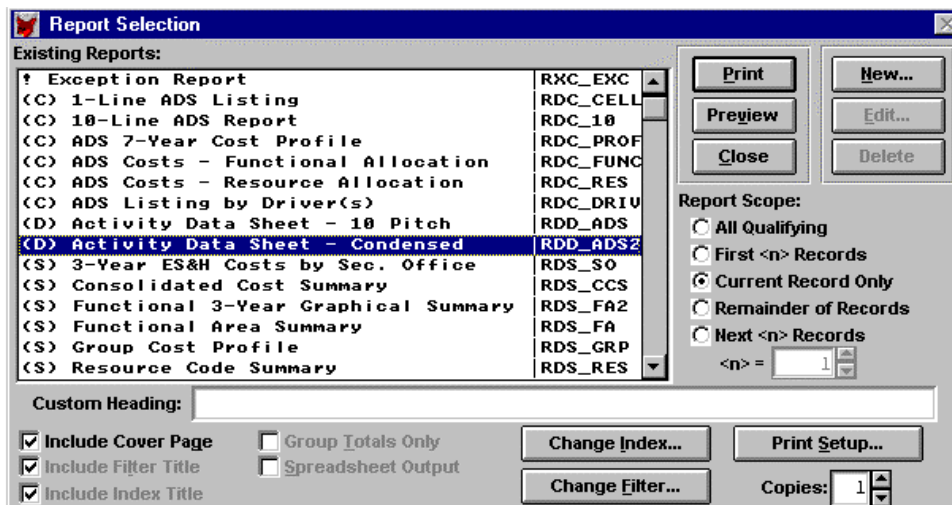 Report Selection
Existing Reports:
! Exception Report |RXC_EXC
(C) 1-Line ADS Listing |RDC_CELL
(C) 10-Line ADS Report |RDC_10
(C) ADS 7-Year Cost Profile |RDC_PROF
(C) ADS Costs - Functional Allocation |RDC_FUNC
(C) ADS Costs - Resource Allocation |RDC_RES
(C) ADS Listing by Driver(s) |RDC_DRIV
(D) Activity Data Sheet - 10 Pitch |RDD_ADS
(D) Activity Data Sheet - Condensed |RDD_ADS2
(S) 3-Year ES&H Costs by Sec. Office |RDS_SO
(S) Consolidated Cost Summary |RDS_CCS
(S) Functional 3-Year Graphical Summary |RDS_FA2
(S) Functional Area Summary |RDS_FA
(S) Group Cost Profile |RDS_GRP
(S) Resource Code Summary |RDS_RES
Print
Preview
Close
New...
Edit...
Delete
Report Scope:
All Qualifying
First <n> Records
Current Record Only
Remainder of Records
Next <n> Records
<n> = 1
Custom Heading:
Include Cover Page
Include Filter Title
Include Index Title
Group Totals Only
Spreadsheet Output
Change Index...
Change Filter...
Print Setup...
Copies: 1